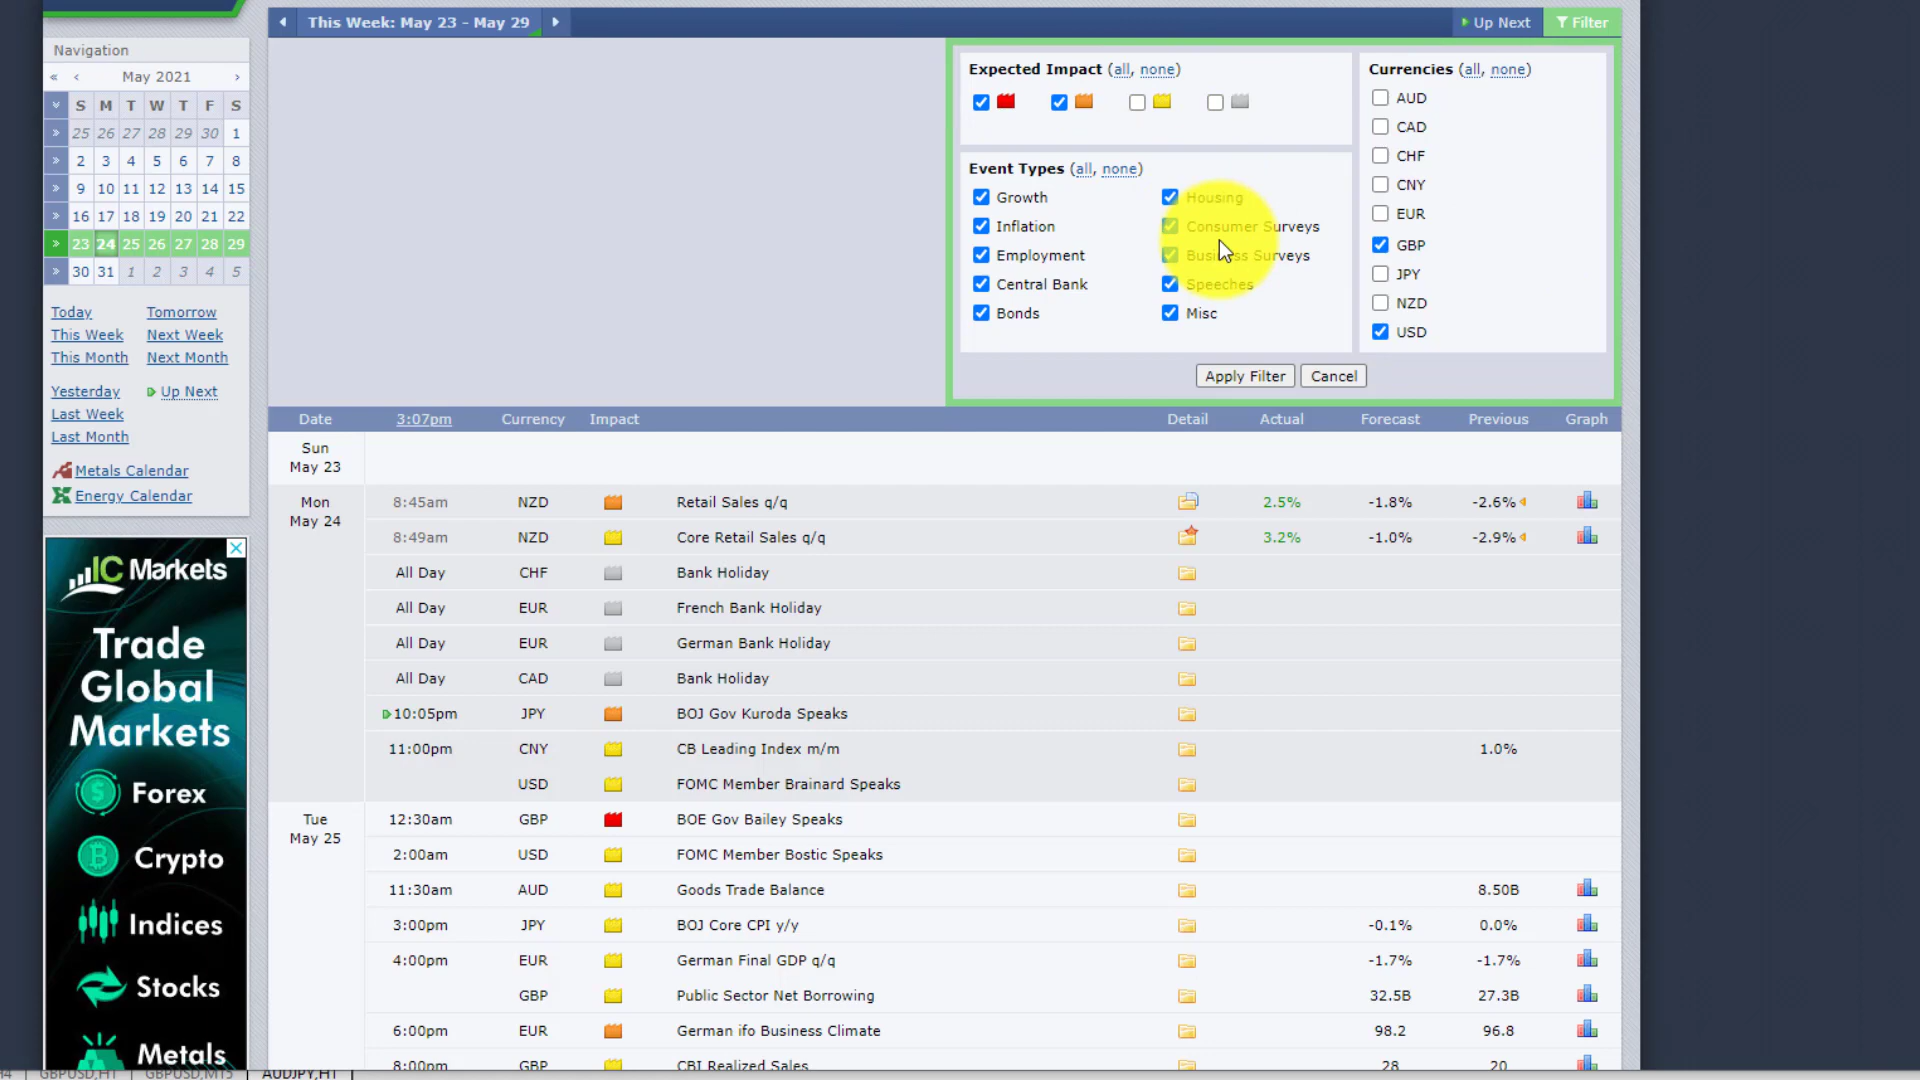 This Week: May 23 - May 29
Up Next
Filter
Navigation
« ‹ May 2021 ›
S M T W T F S
» 25 26 27 28 29 30 1
» 2 3 4 5 6 7 8
» 9 10 11 12 13 14 15
» 16 17 18 19 20 21 22
» 23 24 25 26 27 28 29
» 30 31 1 2 3 4 5
Today Tomorrow
This Week Next Week
This Month Next Month
Yesterday Up Next
Last Week
Last Month
Metals Calendar
Energy Calendar
IC Markets
Trade
Global
Markets
Forex
Crypto
Indices
Stocks
Metals
Expected Impact (all, none)
Event Types (all, none)
Growth Housing
Inflation Consumer Surveys
Employment Business Surveys
Central Bank Speeches
Bonds Misc
Currencies (all, none)
AUD
CAD
CHF
CNY
EUR
GBP
JPY
NZD
USD
Apply Filter Cancel
Date 3:07pm Currency Impact Detail Actual Forecast Previous Graph
Sun
May 23
Mon
May 24
8:45am NZD Retail Sales q/q 2.5% -1.8% -2.6%
8:49am NZD Core Retail Sales q/q 3.2% -1.0% -2.9%
All Day CHF Bank Holiday
All Day EUR French Bank Holiday
All Day EUR German Bank Holiday
All Day CAD Bank Holiday
10:05pm JPY BOJ Gov Kuroda Speaks
11:00pm CNY CB Leading Index m/m 1.0%
USD FOMC Member Brainard Speaks
Tue
May 25
12:30am GBP BOE Gov Bailey Speaks
2:00am USD FOMC Member Bostic Speaks
11:30am AUD Goods Trade Balance 8.50B
3:00pm JPY BOJ Core CPI y/y -0.1% 0.0%
4:00pm EUR German Final GDP q/q -1.7% -1.7%
GBP Public Sector Net Borrowing 32.5B 27.3B
6:00pm EUR German ifo Business Climate 98.2 96.8
8:00pm GBP CBI Realized Sales 28 20
GBPUSD,H1 GBPUSD,M15 AUDJPY,H1